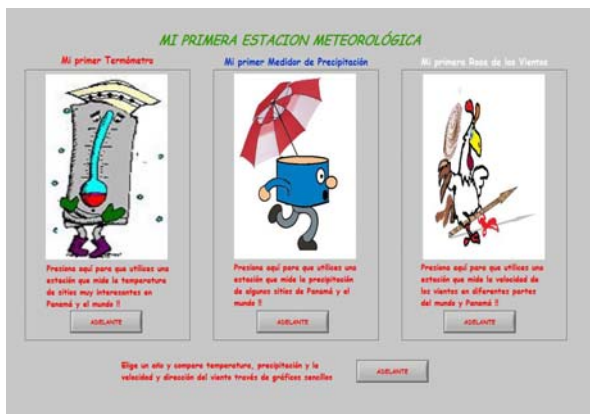 MI PRIMERA ESTACION METEOROLÓGICA
Mi primer Termómetro
Mi primer Medidor de Precipitación
Mi primera Rosa de los Vientos
Presiona aquí para que utilices una
estación que mide la temperatura
de sitios muy interesantes en
Panamá y el mundo !!
ADELANTE
Presiona aquí para que utilices una
estación que mide la precipitación
de algunos sitios de Panamá y el
mundo !!
ADELANTE
Presiona aquí para que utilices una
estación que mide la velocidad de
los vientos en diferentes partes
del mundo y Panamá !!
ADELANTE
Elige un año y compara temperatura, precipitación y la
velocidad y dirección del viento través de gráficos sencillos
ADELANTE